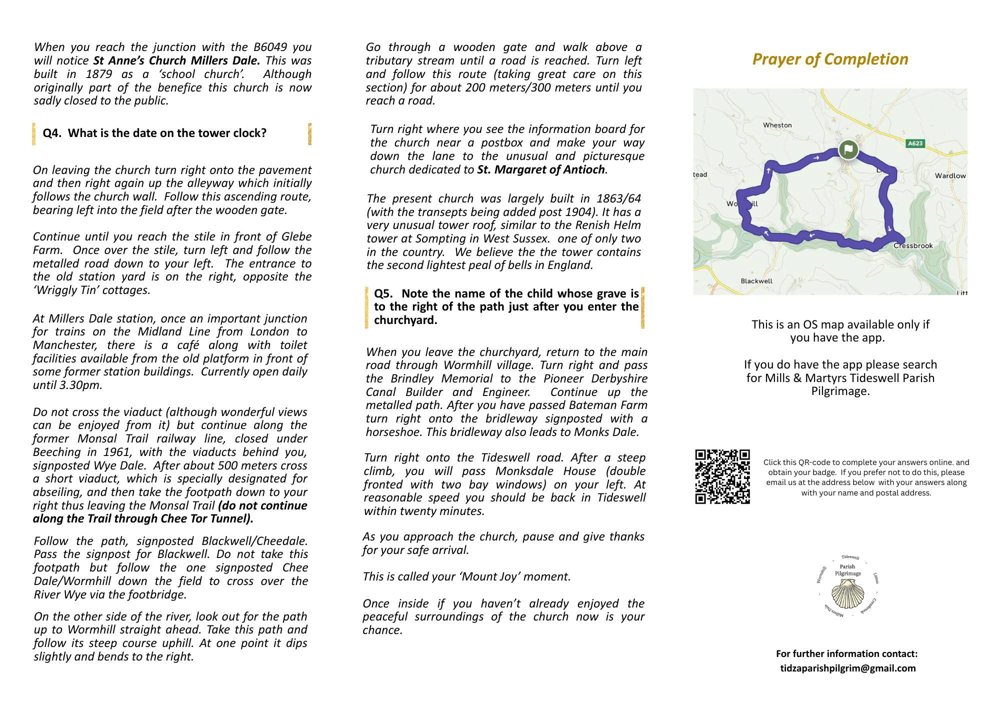 When you reach the junction with the B6049 you
will notice St Anne’s Church Millers Dale. This was
built in 1879 as a ‘school church’. Although
originally part of the benefice this church is now
sadly closed to the public.
Q4. What is the date on the tower clock?
On leaving the church turn right onto the pavement
and then right again up the alleyway which initially
follows the church wall. Follow this ascending route,
bearing left into the field after the wooden gate.
Continue until you reach the stile in front of Glebe
Farm. Once over the stile, turn left and follow the
metalled road down to your left. The entrance to
the old station yard is on the right, opposite the
‘Wriggly Tin’ cottages.
At Millers Dale station, once an important junction
for trains on the Midland Line from London to
Manchester, there is a café along with toilet
facilities available from the old platform in front of
some former station buildings. Currently open daily
until 3.30pm.
Do not cross the viaduct (although wonderful views
can be enjoyed from it) but continue along the
former Monsal Trail railway line, closed under
Beeching in 1961, with the viaducts behind you,
signposted Wye Dale. After about 500 meters cross
a short viaduct, which is specially designated for
abseiling, and then take the footpath down to your
right thus leaving the Monsal Trail (do not continue
along the Trail through Chee Tor Tunnel).
Follow the path, signposted Blackwell/Cheedale.
Pass the signpost for Blackwell. Do not take this
footpath but follow the one signposted Chee
Dale/Wormhill down the field to cross over the
River Wye via the footbridge.
On the other side of the river, look out for the path
up to Wormhill straight ahead. Take this path and
follow its steep course uphill. At one point it dips
slightly and bends to the right.
Go through a wooden gate and walk above a
tributary stream until a road is reached. Turn left
and follow this route (taking great care on this
section) for about 200 meters/300 meters until you
reach a road.
Turn right where you see the information board for
the church near a postbox and make your way
down the lane to the unusual and picturesque
church dedicated to St. Margaret of Antioch.
The present church was largely built in 1863/64
(with the transepts being added post 1904). It has a
very unusual tower roof, similar to the Renish Helm
tower at Sompting in West Sussex. one of only two
in the country. We believe the the tower contains
the second lightest peal of bells in England.
Q5. Note the name of the child whose grave is
to the right of the path just after you enter the
churchyard.
When you leave the churchyard, return to the main
road through Wormhill village. Turn right and pass
the Brindley Memorial to the Pioneer Derbyshire
Canal Builder and Engineer. Continue up the
metalled path. After you have passed Bateman Farm
turn right onto the bridleway signposted with a
horseshoe. This bridleway also leads to Monks Dale.
Turn right onto the Tideswell road. After a steep
climb, you will pass Monksdale House (double
fronted with two bay windows) on your left. At
reasonable speed you should be back in Tideswell
within twenty minutes.
As you approach the church, pause and give thanks
for your safe arrival.
This is called your ‘Mount Joy’ moment.
Once inside if you haven’t already enjoyed the
peaceful surroundings of the church now is your
chance.
Prayer of Completion
Wheston
A623
tead
Wardlow
Cressbrook
Blackwell
Litt
This is an OS map available only if
you have the app.
If you do have the app please search
for Mills & Martyrs Tideswell Parish
Pilgrimage.
Click this QR-code to complete your answers online. and
obtain your badge. If you prefer not to do this, please
email us at the address below with your answers along
with your name and postal address.
Tideswell
Litton
Cressbrook
Millers Dale
Wormhill
Parish
Pilgrimage
For further information contact:
tidzaparishpilgrim@gmail.com